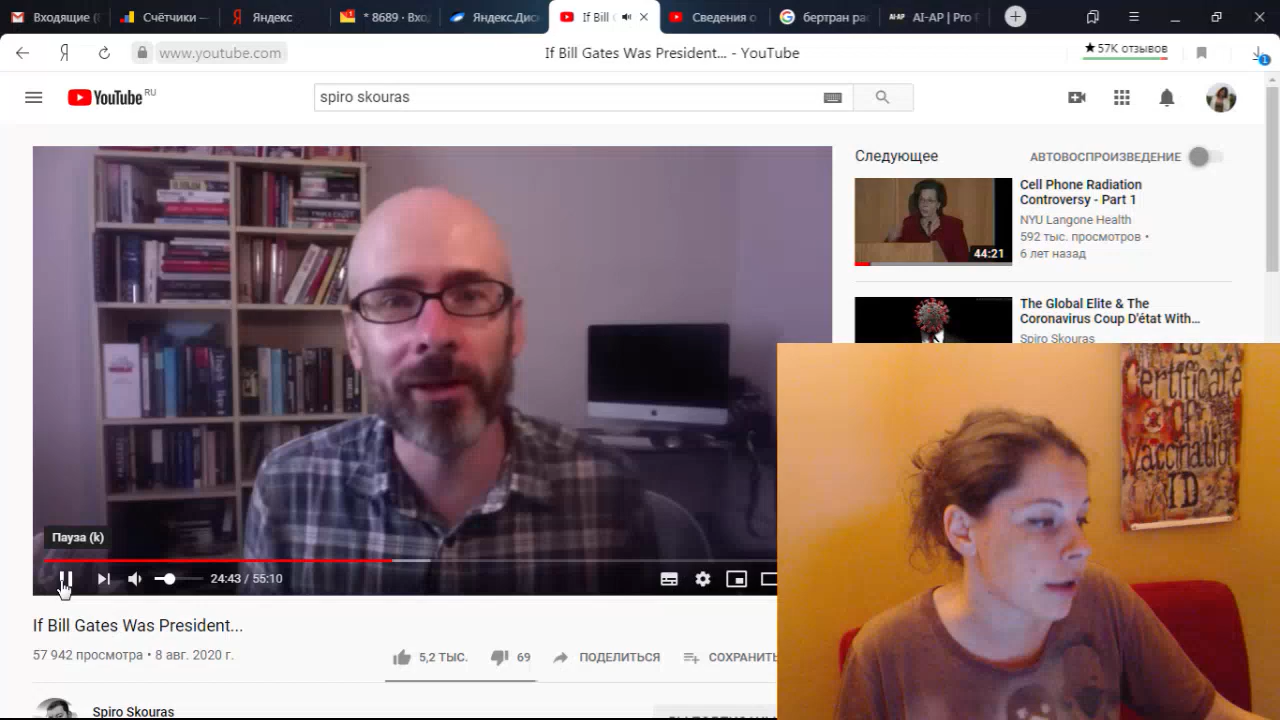 Входящие (
Счётчики —
Яндекс
* 8689 · Вхо
Яндекс.Дис
If Bill
Сведения о
бертран рас
AI-AP | Pro
www.youtube.com
If Bill Gates Was President... - YouTube
★57K отзывов
1
YouTube RU
spiro skouras
Следующее
АВТОВОСПРОИЗВЕДЕНИЕ
Cell Phone Radiation
Controversy - Part 1
NYU Langone Health
592 тыс. просмотров •
6 лет назад
44:21
The Global Elite & The
Coronavirus Coup D'état With...
Spiro Skouras
Certificate
of
Vaccination
ID
Пауза (k)
24:43 / 55:10
If Bill Gates Was President...
57 942 просмотра • 8 авг. 2020 г.
5,2 ТЫС.
69
ПОДЕЛИТЬСЯ
СОХРАНИТЬ
Spiro Skouras